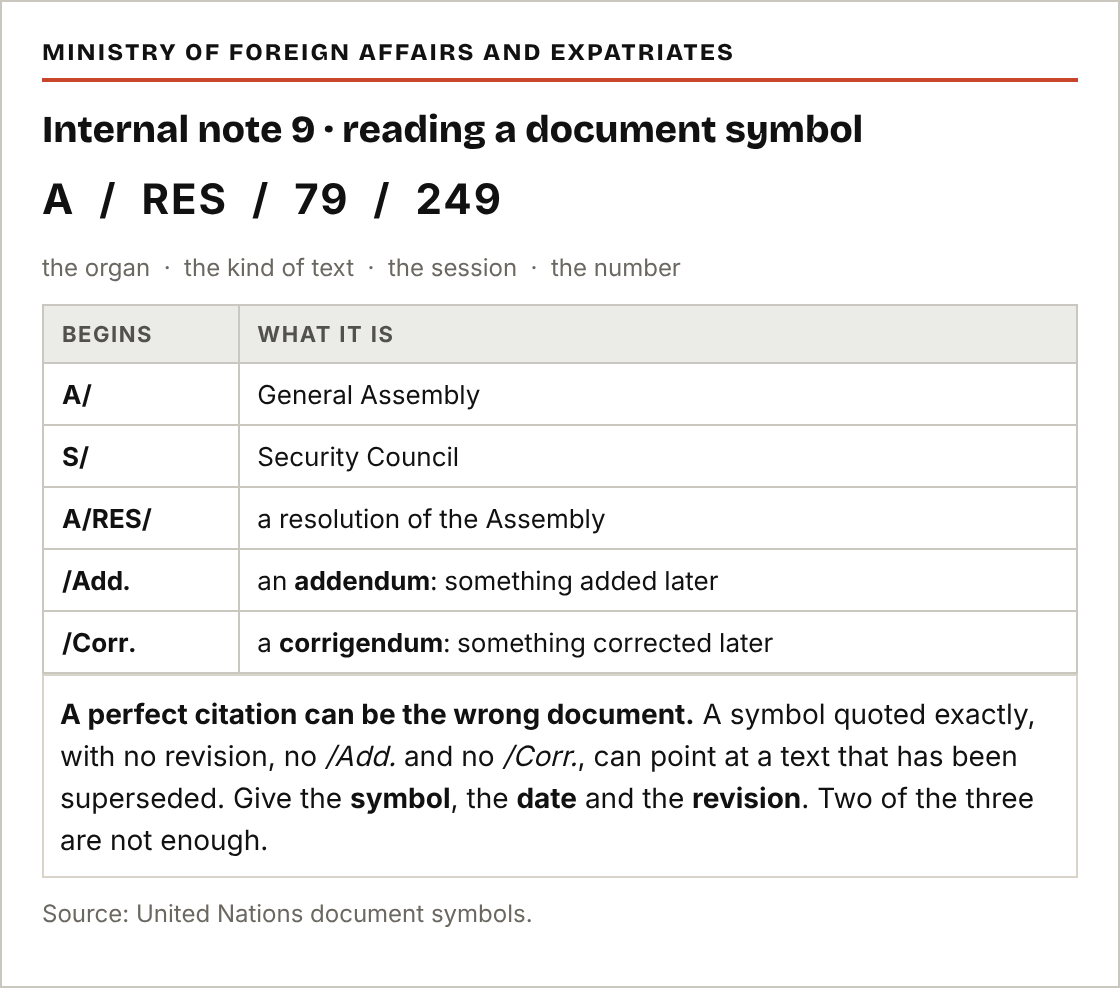 MINISTRY OF FOREIGN AFFAIRS AND EXPATRIATES
Internal note 9 · reading a document symbol
A / RES / 79 / 249
the organ · the kind of text · the session · the number
BEGINS WHAT IT IS
A/ General Assembly
S/ Security Council
A/RES/ a resolution of the Assembly
/Add. an addendum: something added later
/Corr. a corrigendum: something corrected later
A perfect citation can be the wrong document. A symbol quoted exactly,
with no revision, no /Add. and no /Corr., can point at a text that has been
superseded. Give the symbol, the date and the revision. Two of the three
are not enough.
Source: United Nations document symbols.